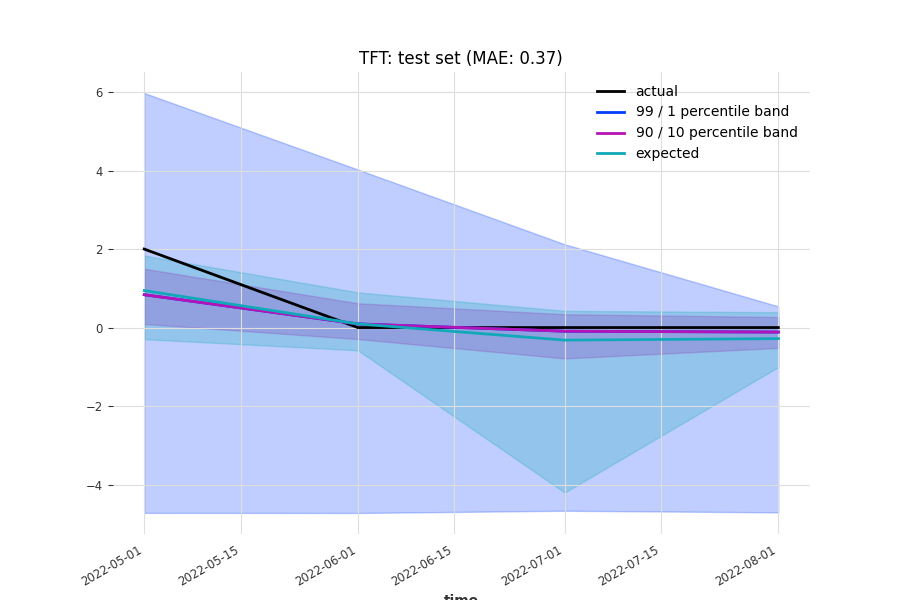 TFT: test set (MAE: 0.37)
actual
99 / 1 percentile band
90 / 10 percentile band
expected
6
4
2
0
−2
−4
2022-05-01
2022-05-15
2022-06-01
2022-06-15
2022-07-01
2022-07-15
2022-08-01
time